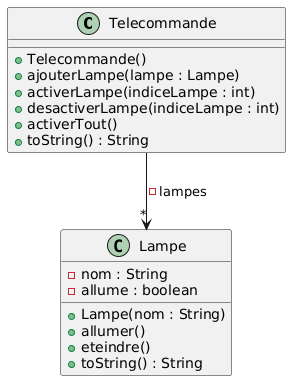 C Telecommande
Telecommande()
ajouterLampe(lampe : Lampe)
activerLampe(indiceLampe : int)
desactiverLampe(indiceLampe : int)
activerTout()
toString() : String
lampes
*
C Lampe
nom : String
allume : boolean
Lampe(nom : String)
allumer()
eteindre()
toString() : String